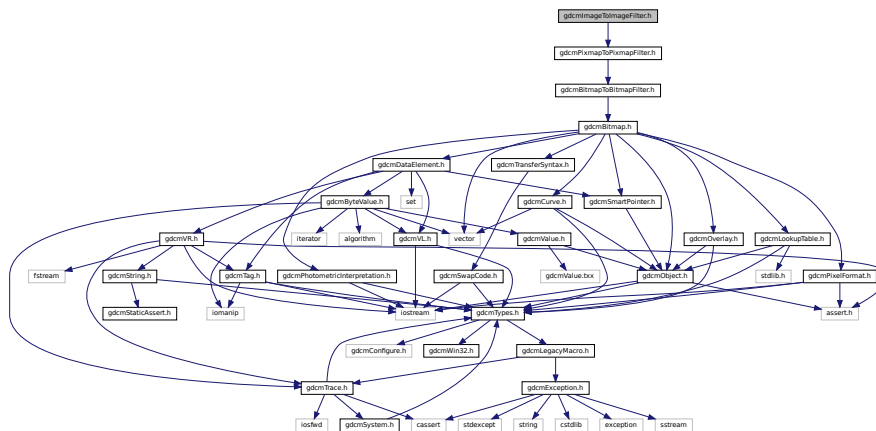 gdcmImageToImageFilter.h
gdcmPixmapToPixmapFilter.h
gdcmBitmapToBitmapFilter.h
gdcmBitmap.h
gdcmDataElement.h
gdcmTransferSyntax.h
gdcmByteValue.h
set
gdcmCurve.h
gdcmSmartPointer.h
gdcmVR.h
iterator
algorithm
gdcmVL.h
vector
gdcmValue.h
gdcmOverlay.h
gdcmLookupTable.h
fstream
gdcmString.h
gdcmTag.h
gdcmPhotometricInterpretation.h
gdcmSwapCode.h
gdcmValue.txx
gdcmObject.h
stdlib.h
gdcmPixelFormat.h
gdcmStaticAssert.h
iomanip
iostream
gdcmTypes.h
assert.h
gdcmConfigure.h
gdcmWin32.h
gdcmLegacyMacro.h
gdcmTrace.h
gdcmException.h
iosfwd
gdcmSystem.h
cassert
stdexcept
string
cstdlib
exception
sstream